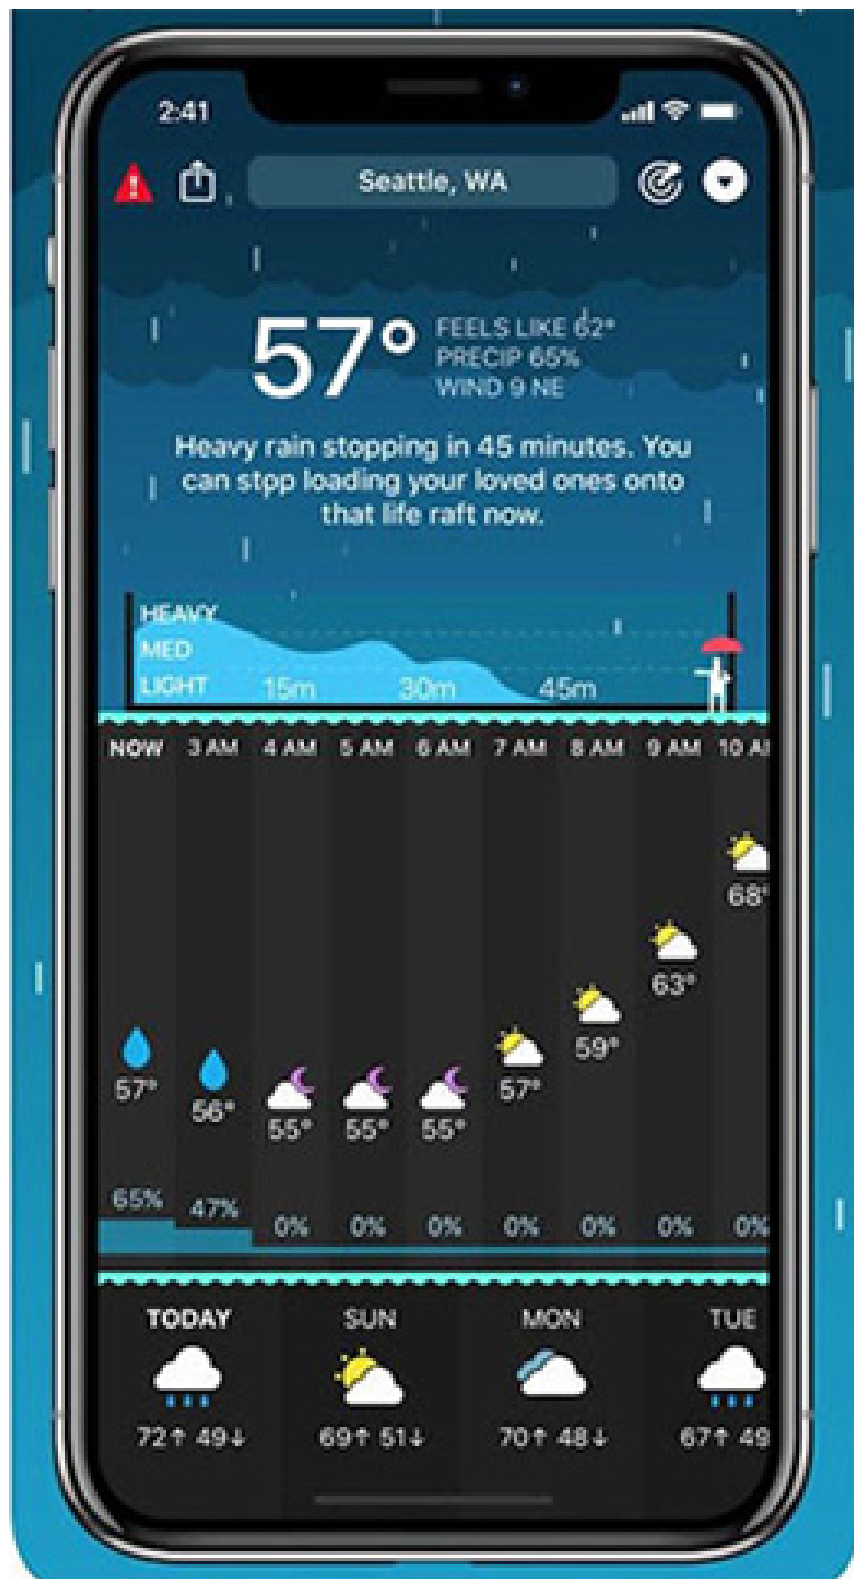 2:41
Seattle, WA
57°
FEELS LIKE 62°
PRECIP 65%
WIND 9 NE
Heavy rain stopping in 45 minutes. You
can stop loading your loved ones onto
that life raft now.
HEAVY
MED
LIGHT 15m 30m 45m
NOW 3 AM 4 AM 5 AM 6 AM 7 AM 8 AM 9 AM 10 A
68°
63°
59°
57° 56° 55° 55° 55° 57°
65% 47% 0% 0% 0% 0% 0% 0% 0%
TODAY SUN MON TUE
72↑ 49↓ 69↑ 51↓ 70↑ 48↓ 67↑ 49